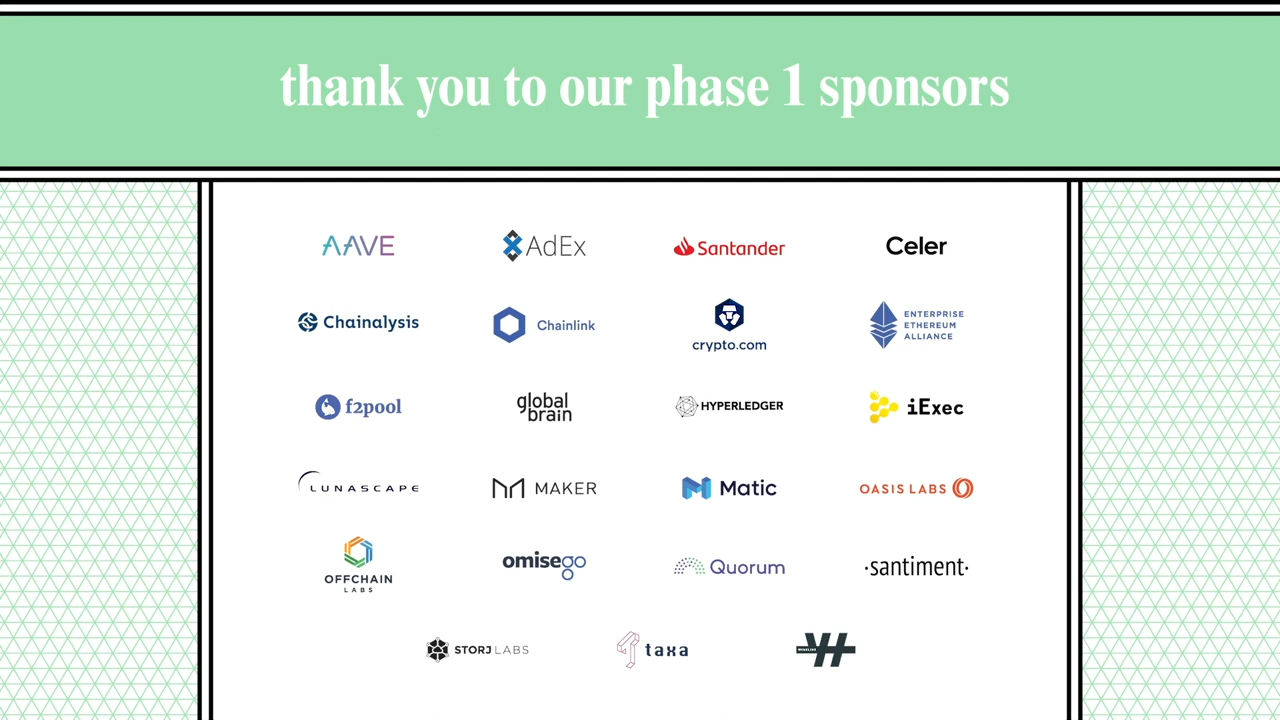 thank you to our phase 1 sponsors
AAVE
AdEx
Santander
Celer
Chainalysis
Chainlink
crypto.com
ENTERPRISE
ETHEREUM
ALLIANCE
f2pool
global
brain
HYPERLEDGER
iExec
LUNASCAPE
MAKER
Matic
OASIS LABS
OFFCHAIN
LABS
omisego
Quorum
·santiment·
STORJ LABS
taxa